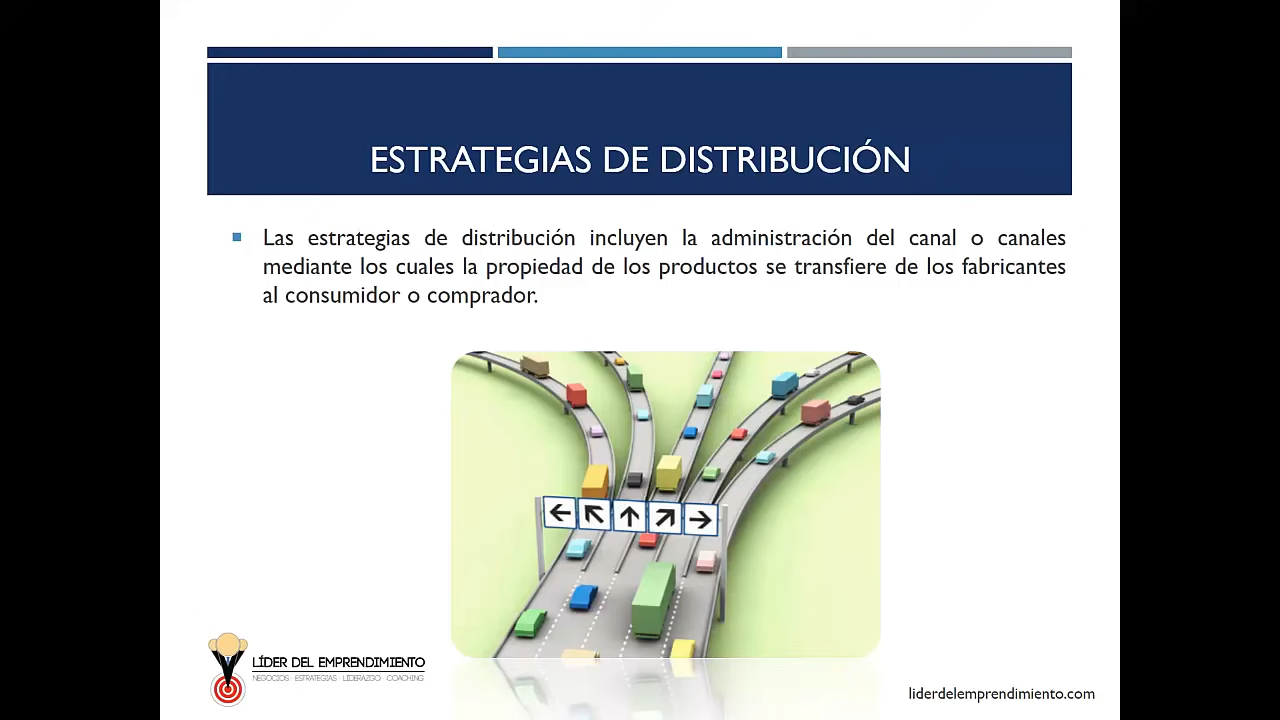 ESTRATEGIAS DE DISTRIBUCIÓN
Las estrategias de distribución incluyen la administración del canal o canales
mediante los cuales la propiedad de los productos se transfiere de los fabricantes
al consumidor o comprador.
LÍDER DEL EMPRENDIMIENTO
NEGOCIOS · ESTRATEGIAS · LIDERAZGO · COACHING
liderdelemprendimiento.com